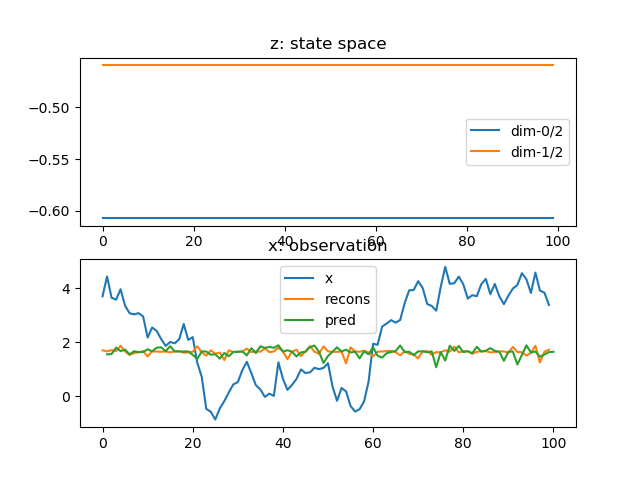 z: state space
−0.50
−0.55
−0.60
dim-0/2
dim-1/2
0 20 40 60 80 100
x: observation
4
2
0
x
recons
pred
0 20 40 60 80 100